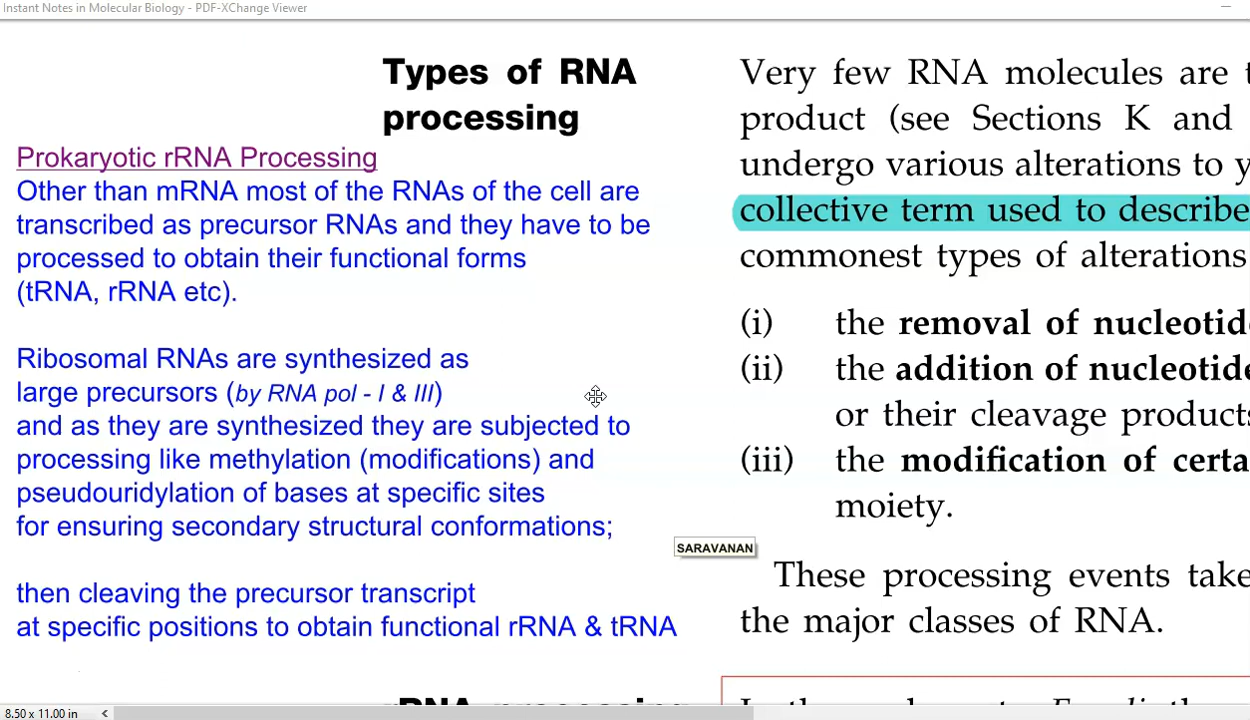 Instant Notes in Molecular Biology - PDF-XChange Viewer
Types of RNA
processing
Prokaryotic rRNA Processing
Other than mRNA most of the RNAs of the cell are
transcribed as precursor RNAs and they have to be
processed to obtain their functional forms
(tRNA, rRNA etc).
Ribosomal RNAs are synthesized as
large precursors (by RNA pol - I & III)
and as they are synthesized they are subjected to
processing like methylation (modifications) and
pseudouridylation of bases at specific sites
for ensuring secondary structural conformations;
then cleaving the precursor transcript
at specific positions to obtain functional rRNA & tRNA
Very few RNA molecules are
product (see Sections K and
undergo various alterations to
collective term used to describe
commonest types of alterations
(i) the removal of
(ii) the addition of
or their cleavage
(iii) the modification of
moiety.
SARAVANAN
These processing events
the major classes of RNA.
rRNA processing
8.50 x 11.00 in